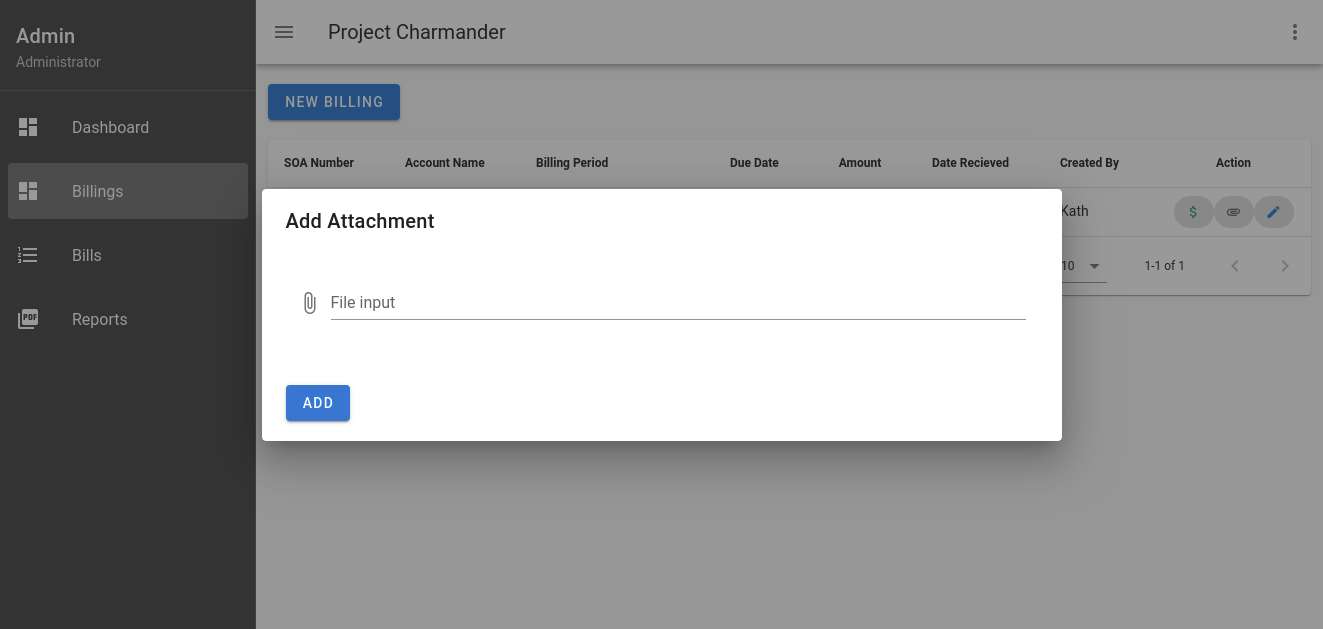 Admin
Administrator
Dashboard
Billings
Bills
Reports
Project Charmander
NEW BILLING
SOA Number Account Name Billing Period Due Date Amount Date Recieved Created By Action
Kath $
10 1-1 of 1
Add Attachment
File input
ADD
PDF